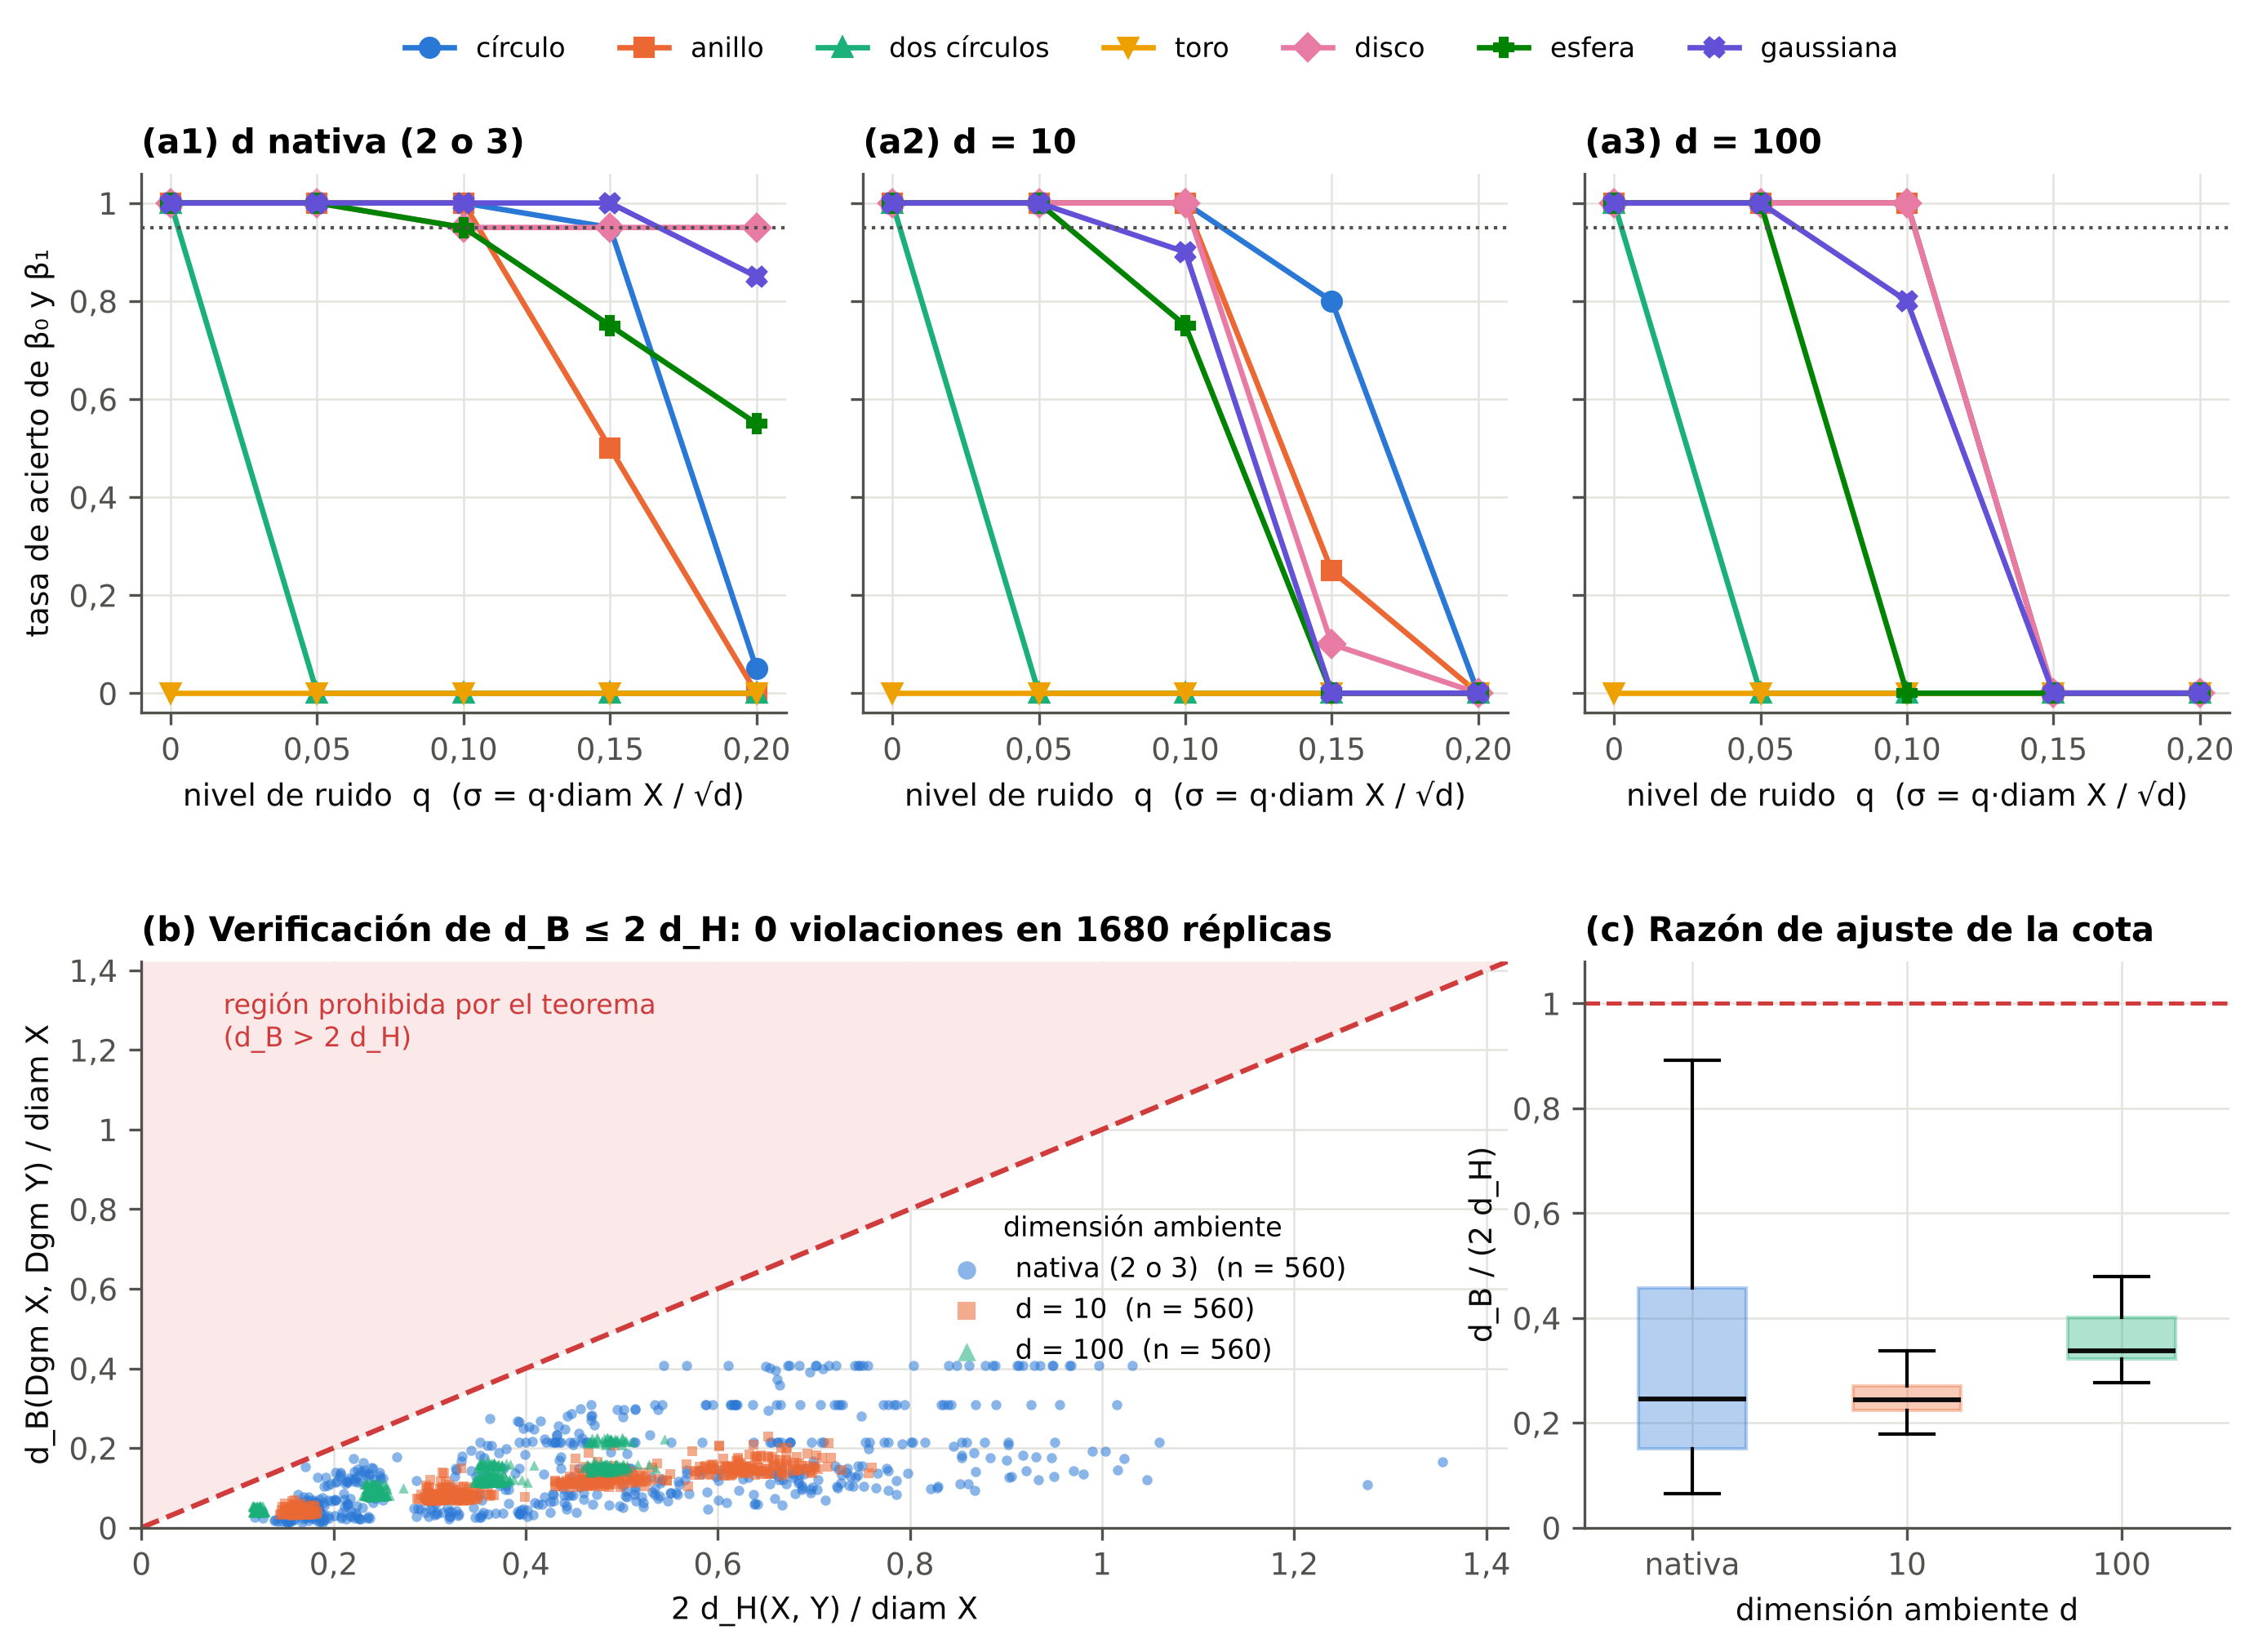 círculo anillo dos círculos toro disco esfera gaussiana
(a1) d nativa (2 o 3)
tasa de acierto de β₀ y β₁
1
0,8
0,6
0,4
0,2
0
0 0,05 0,10 0,15 0,20
nivel de ruido q (σ = q·diam X / √d)
(a2) d = 10
0 0,05 0,10 0,15 0,20
nivel de ruido q (σ = q·diam X / √d)
(a3) d = 100
0 0,05 0,10 0,15 0,20
nivel de ruido q (σ = q·diam X / √d)
(b) Verificación de d_B ≤ 2 d_H: 0 violaciones en 1680 réplicas
d_B(Dgm X, Dgm Y) / diam X
1,4
1,2
1
0,8
0,6
0,4
0,2
0
región prohibida por el teorema
(d_B > 2 d_H)
dimensión ambiente
nativa (2 o 3) (n = 560)
d = 10 (n = 560)
d = 100 (n = 560)
0 0,2 0,4 0,6 0,8 1 1,2 1,4
2 d_H(X, Y) / diam X
(c) Razón de ajuste de la cota
d_B / (2 d_H)
1
0,8
0,6
0,4
0,2
0
nativa 10 100
dimensión ambiente d